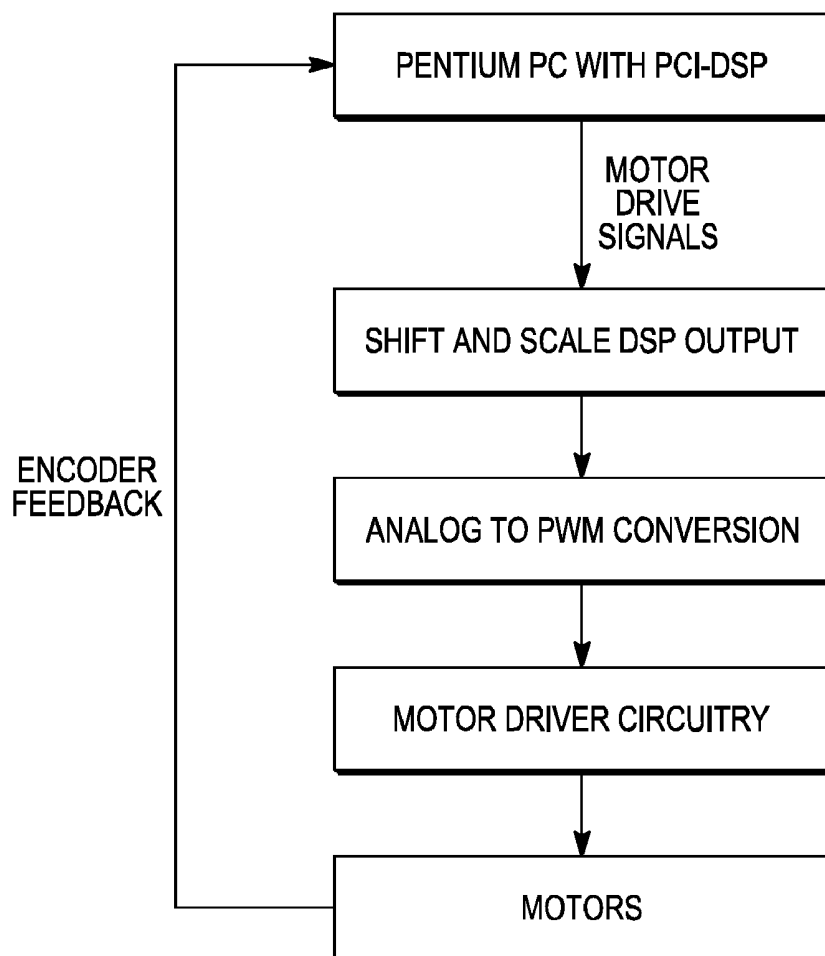 PENTIUM PC WITH PCI-DSP
MOTOR
DRIVE
SIGNALS
SHIFT AND SCALE DSP OUTPUT
ENCODER
FEEDBACK
ANALOG TO PWM CONVERSION
MOTOR DRIVER CIRCUITRY
MOTORS